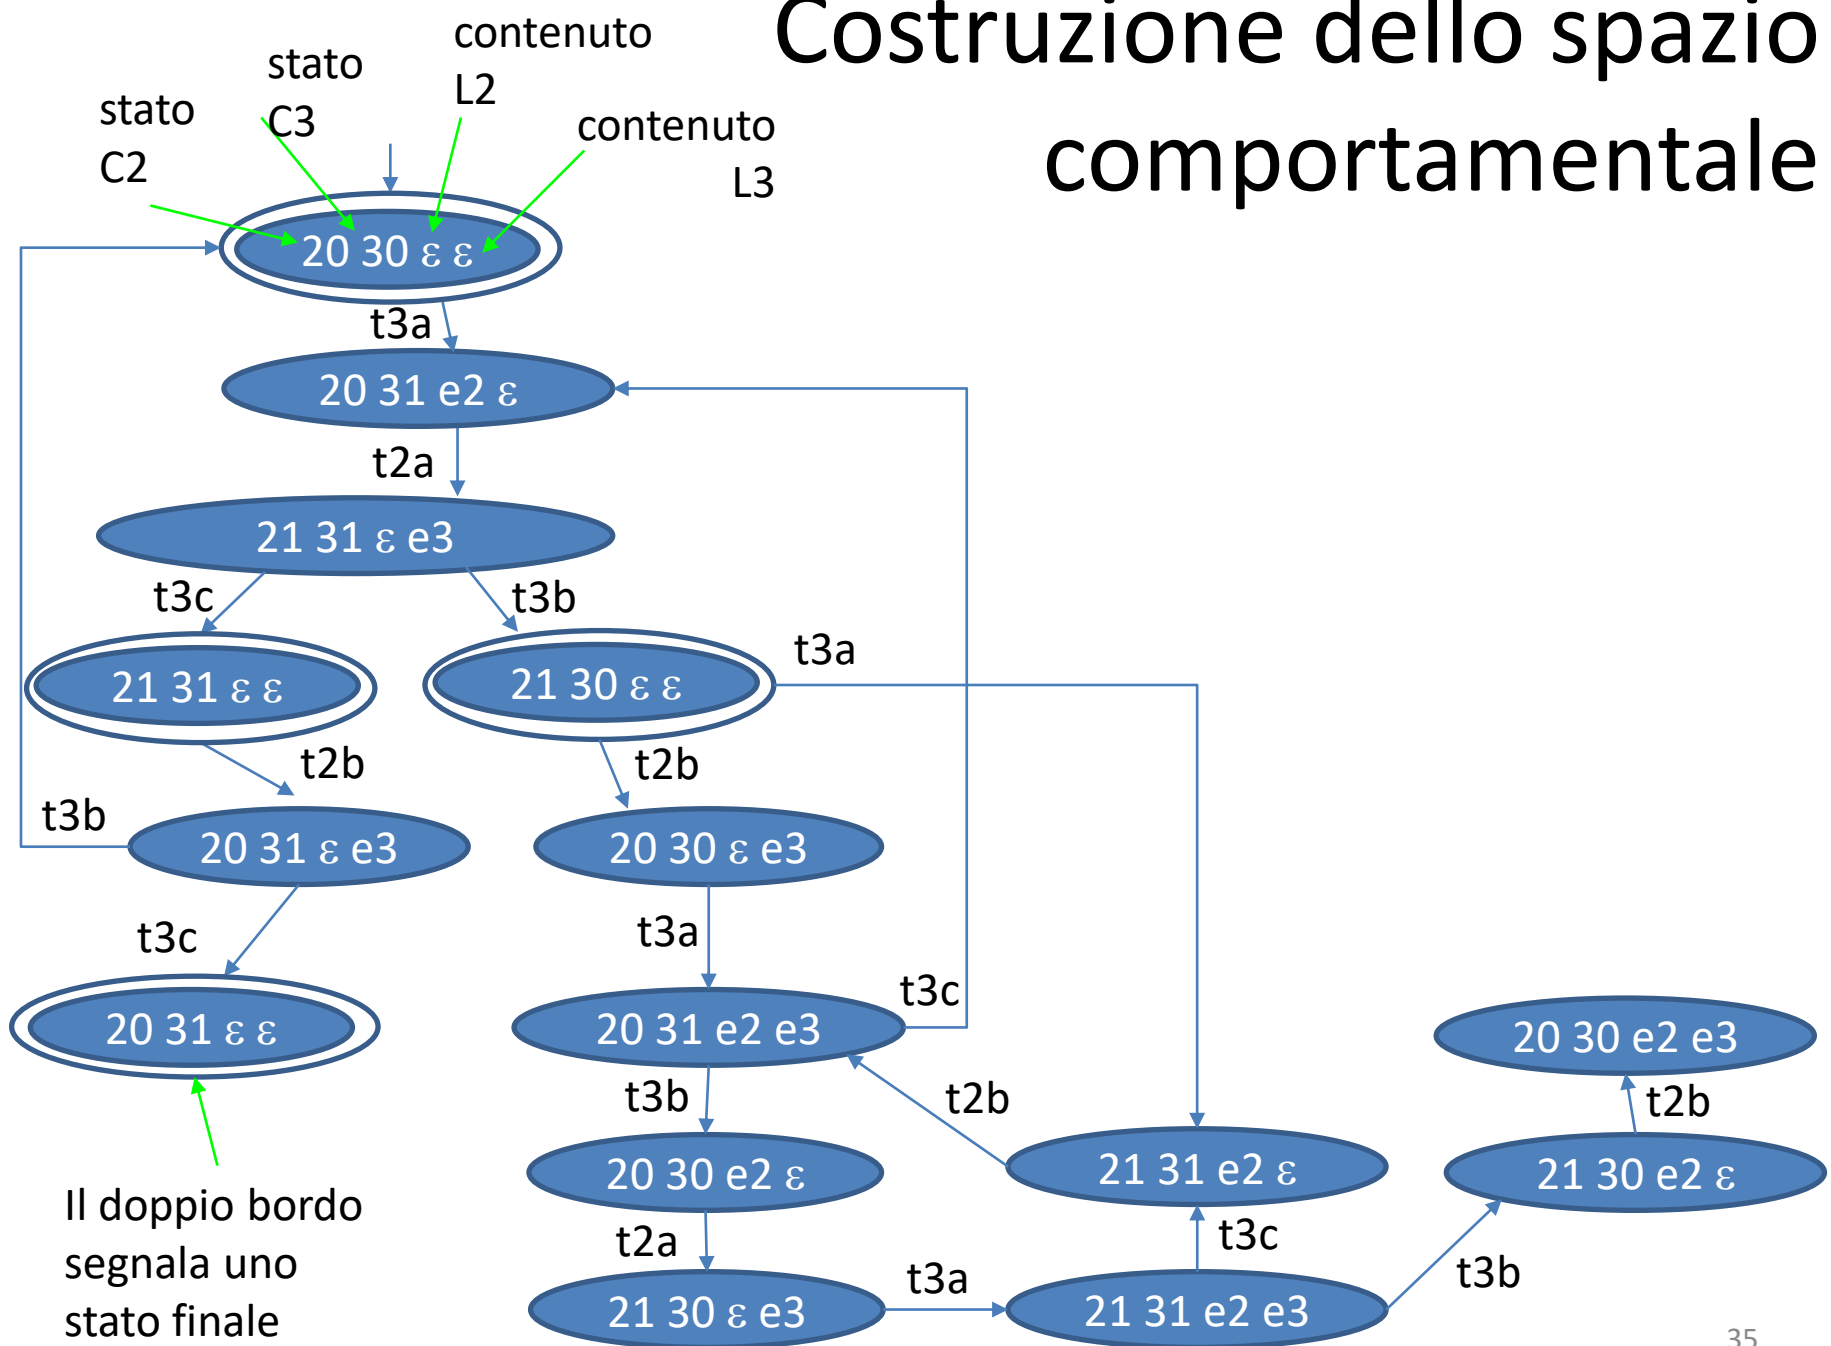 Costruzione dello spazio
comportamentale
contenuto
L2
stato
C3
stato
C2
contenuto
L3
20 30 ε ε
t3a
20 31 e2 ε
t2a
21 31 ε e3
t3c
t3b
t3a
21 31 ε ε
21 30 ε ε
t2b
t2b
t3b
20 31 ε e3
20 30 ε e3
t3c
t3a
t3c
20 31 ε ε
20 31 e2 e3
20 30 e2 e3
t3b
t2b
t2b
20 30 e2 ε
21 31 e2 ε
21 30 e2 ε
Il doppio bordo
segnala uno
stato finale
t2a
t3c
t3a
t3b
21 30 ε e3
21 31 e2 e3
35